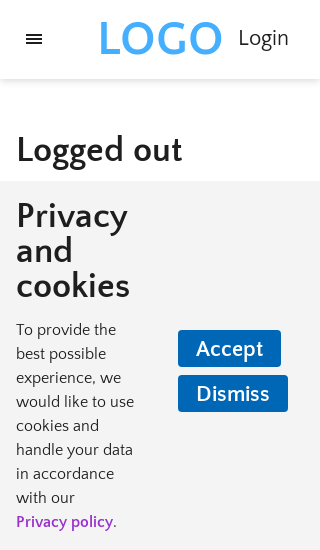 LOGO
Login
Logged out
Privacy
and
cookies
To provide the
best possible
experience, we
would like to use
cookies and
handle your data
in accordance
with our
Privacy policy.
Accept
Dismiss